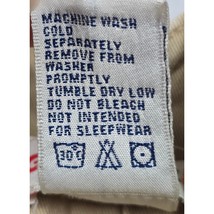 MACHINE WASH
COLD
SEPARATELY
REMOVE FROM
WASHER
PROMPTLY
TUMBLE DRY LOW
DO NOT BLEACH
NOT INTENDED
FOR SLEEPWEAR
30°